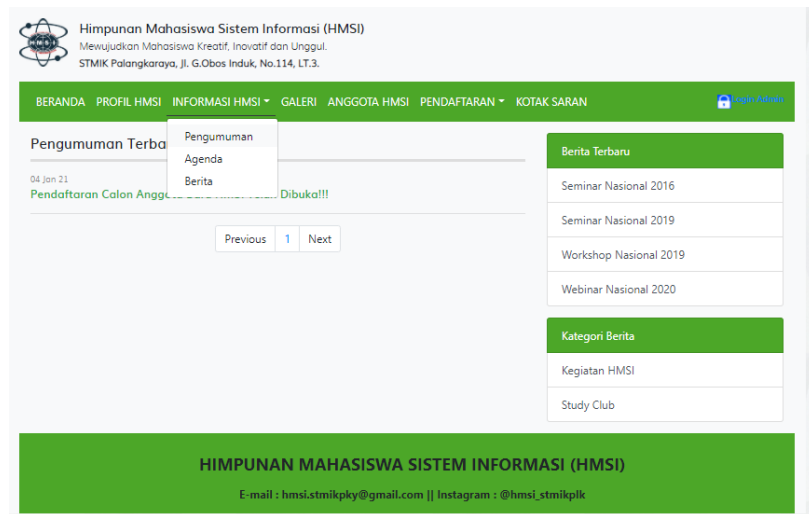 HMSI
Himpunan Mahasiswa Sistem Informasi (HMSI)
Mewujudkan Mahasiswa Kreatif, Inovatif dan Unggul.
STMIK Palangkaraya, Jl. G.Obos Induk, No.114, LT.3.
BERANDA PROFIL HMSI INFORMASI HMSI GALERI ANGGOTA HMSI PENDAFTARAN KOTAK SARAN Login Admin
Pengumuman
Agenda
Berita
Pengumuman Terba
04 Jan 21
Pendaftaran Calon Anggota Dibuka!!!
Previous 1 Next
Berita Terbaru
Seminar Nasional 2016
Seminar Nasional 2019
Workshop Nasional 2019
Webinar Nasional 2020
Kategori Berita
Kegiatan HMSI
Study Club
HIMPUNAN MAHASISWA SISTEM INFORMASI (HMSI)
E-mail : hmsi.stmikpky@gmail.com || Instagram : @hmsi_stmikplk